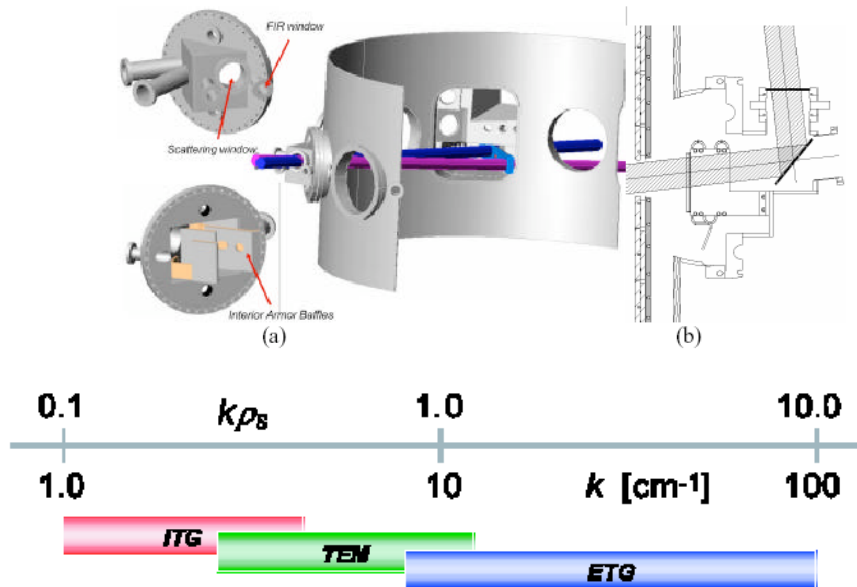 FIR window
Scattering window
Interior Armor Baffles
(a)
(b)
0.1 kρs 1.0 10.0
1.0 10 k [cm-1] 100
ITG
TEM
ETG